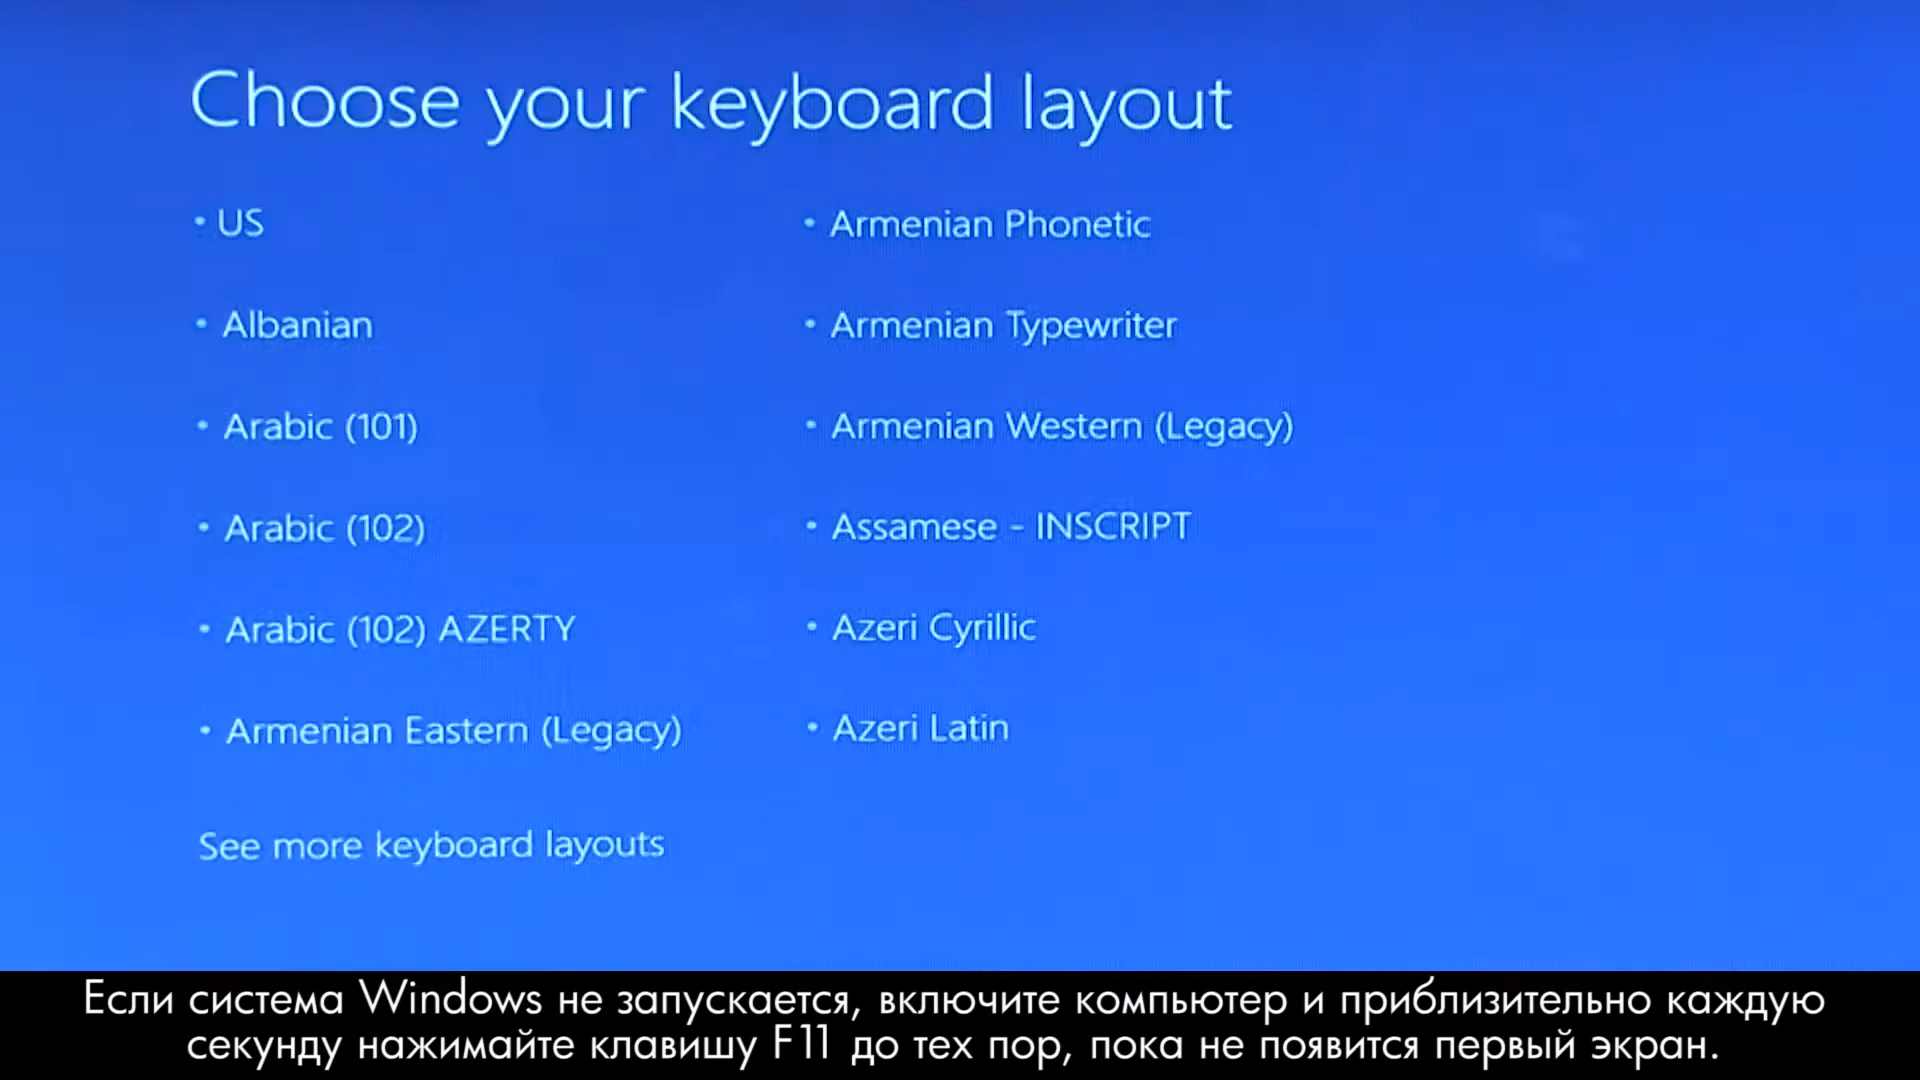 Choose your keyboard layout
• US
• Albanian
• Arabic (101)
• Arabic (102)
• Arabic (102) AZERTY
• Armenian Eastern (Legacy)
• Armenian Phonetic
• Armenian Typewriter
• Armenian Western (Legacy)
• Assamese - INSCRIPT
• Azeri Cyrillic
• Azeri Latin
See more keyboard layouts
Если система Windows не запускается, включите компьютер и приблизительно каждую
секунду нажимайте клавишу F11 до тех пор, пока не появится первый экран.